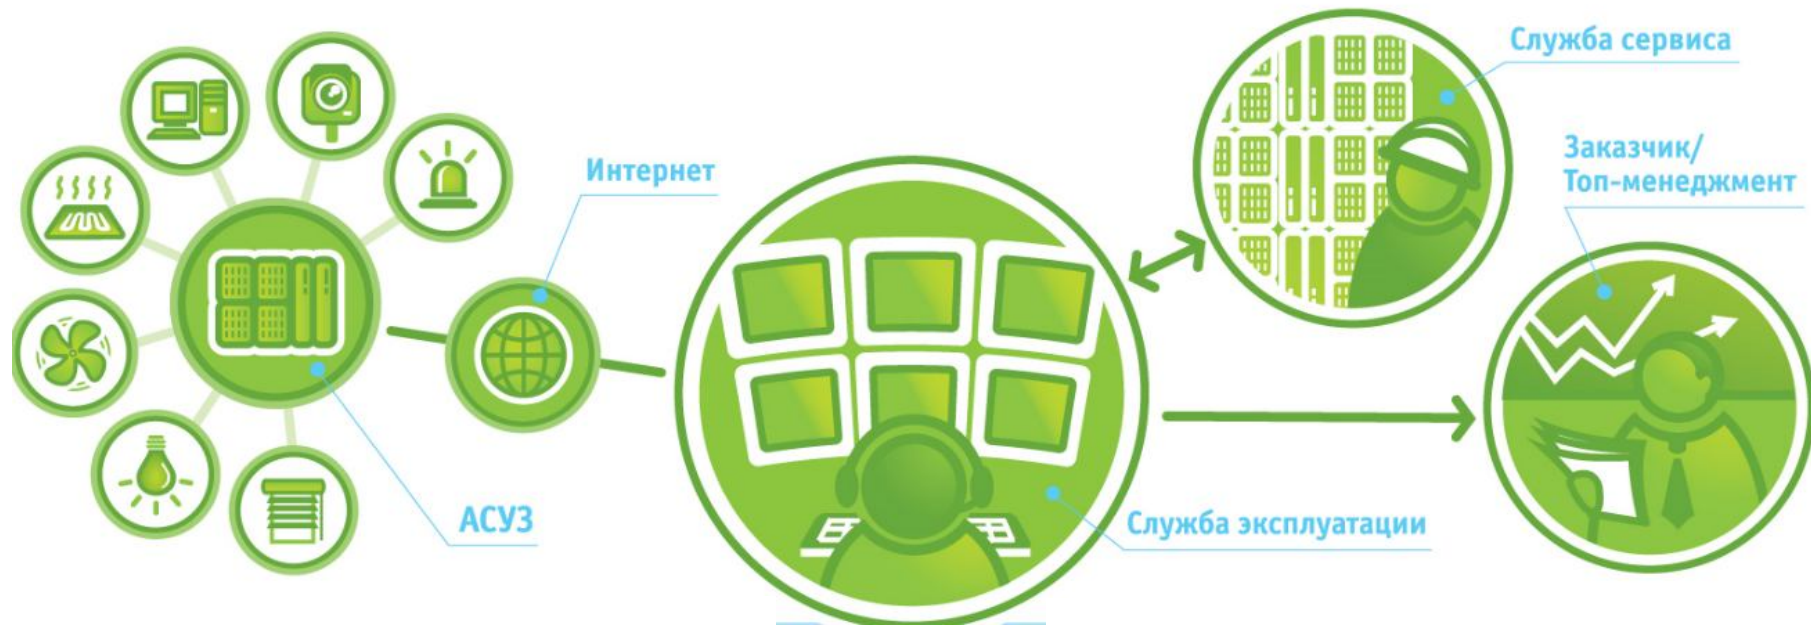 Служба сервиса
Заказчик/
Топ-менеджмент
Интернет
АСУЗ
Служба эксплуатации